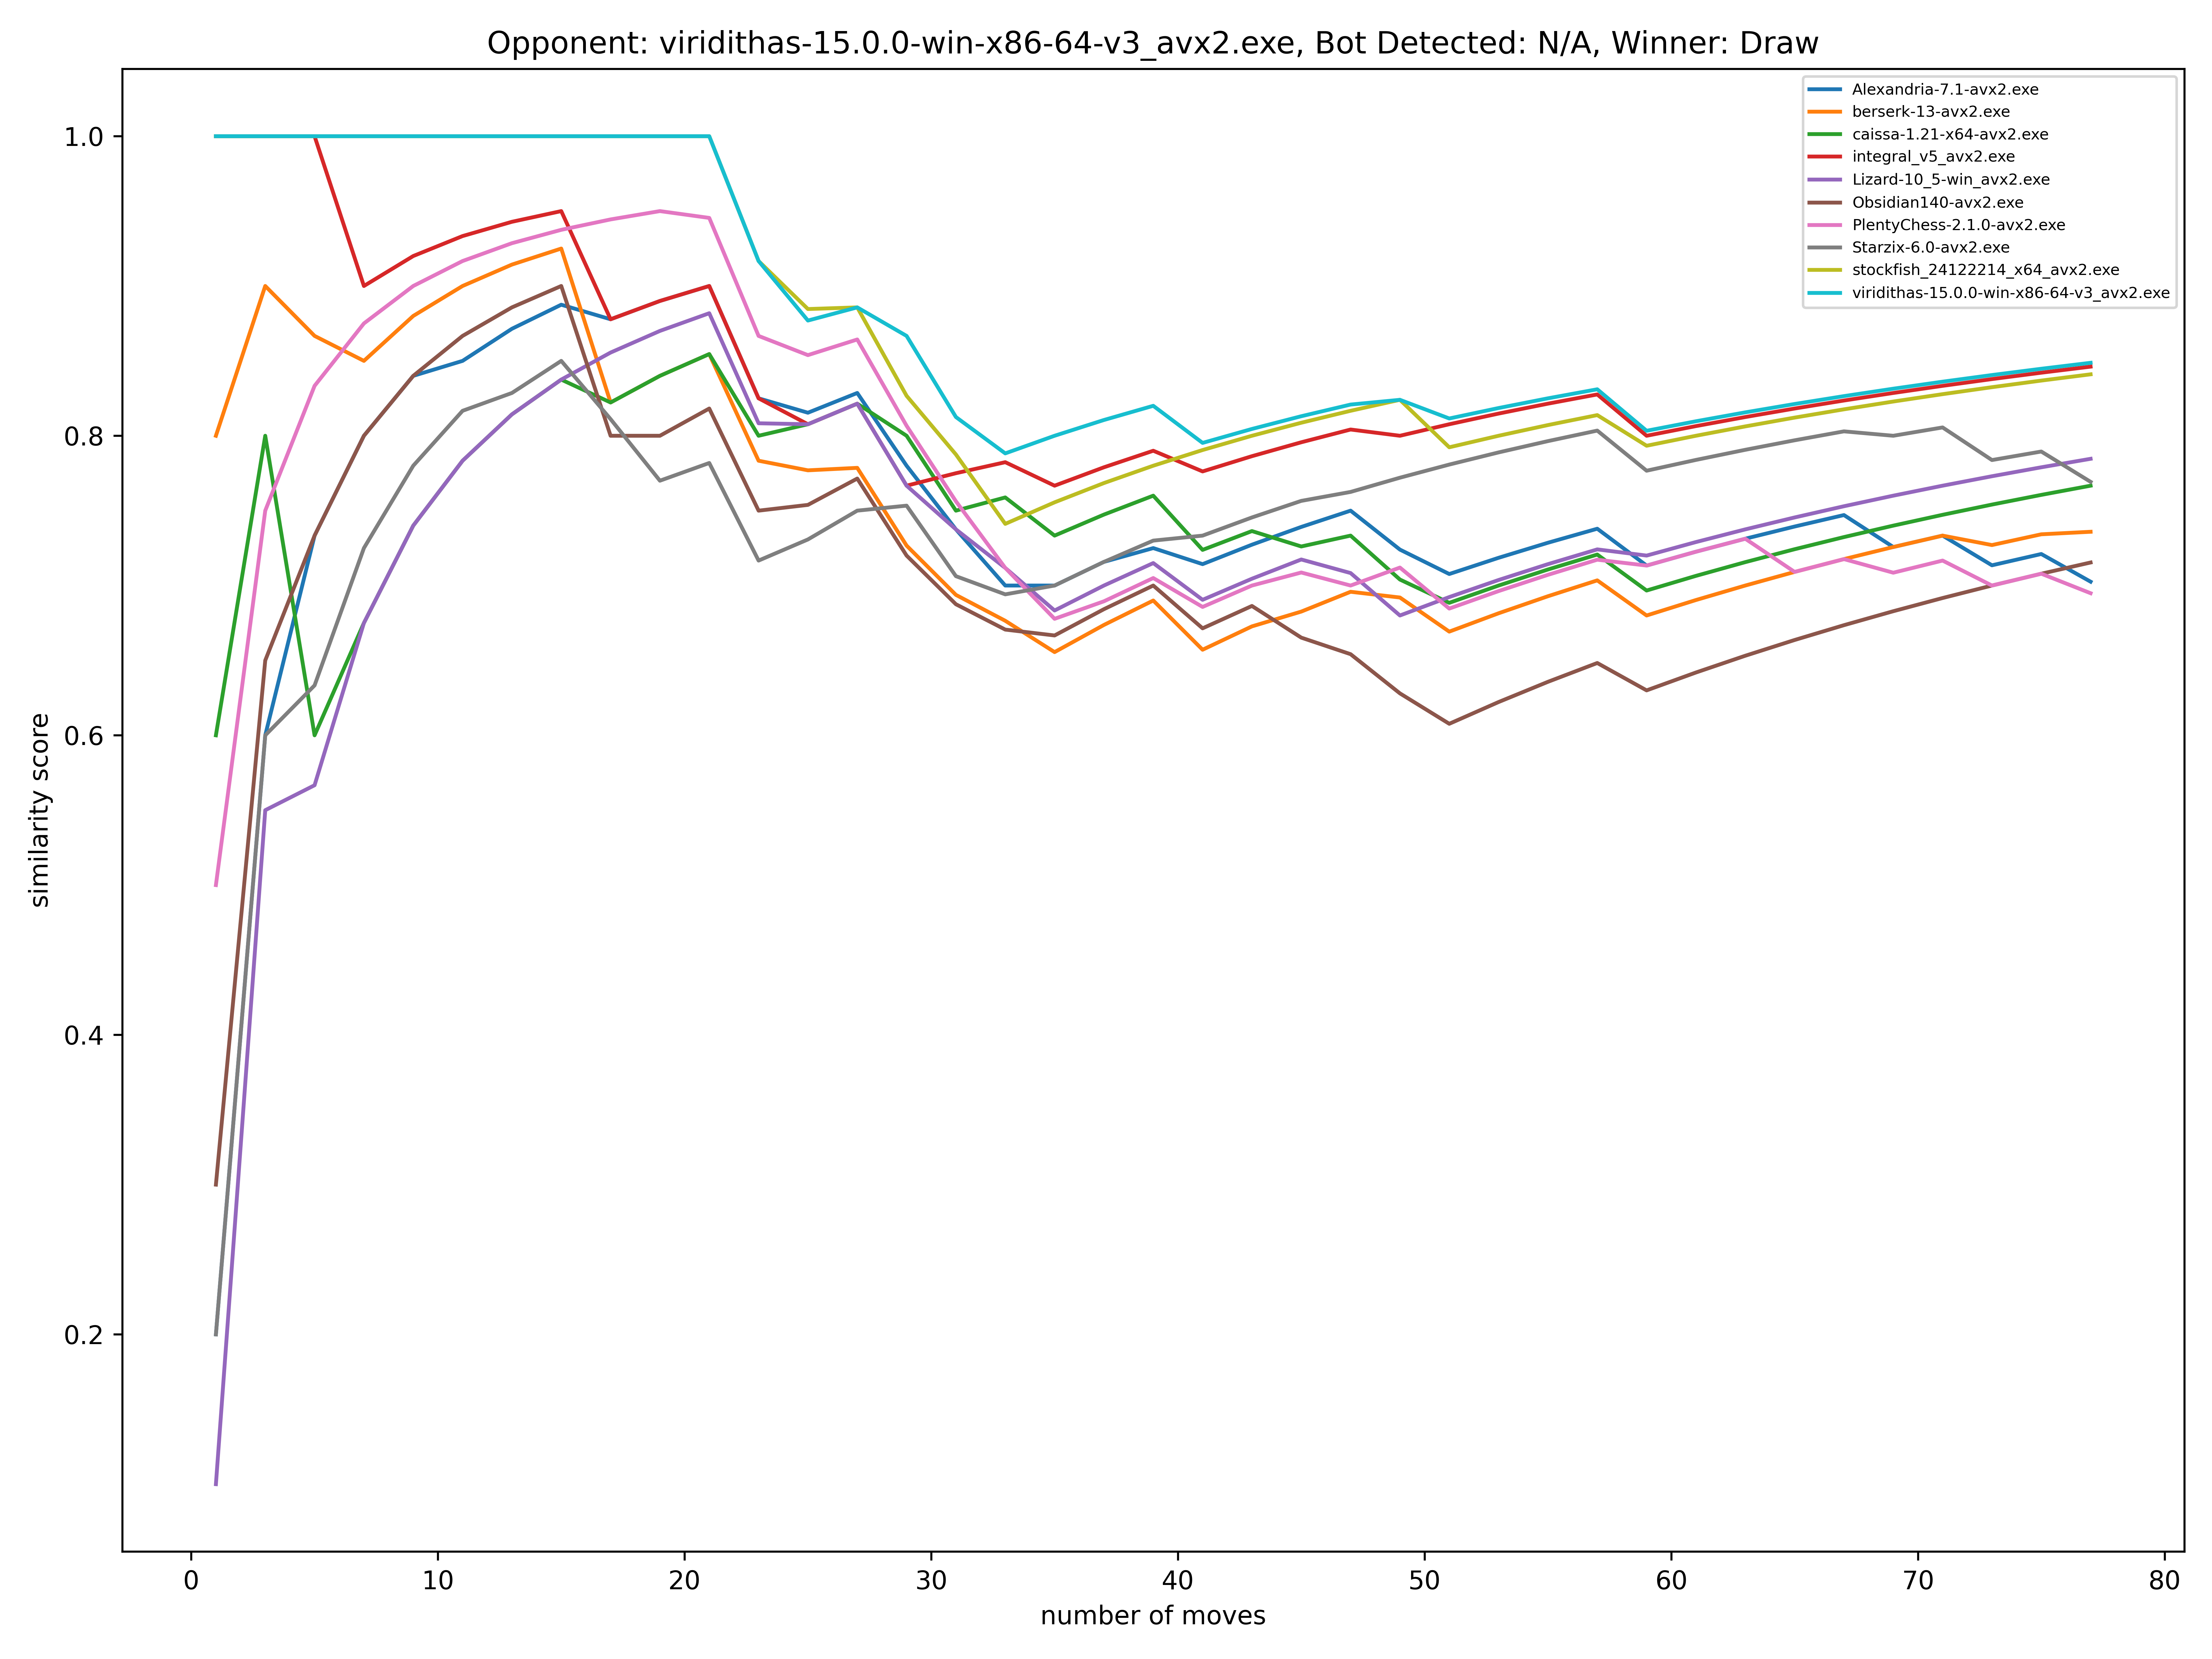 Opponent: viridithas-15.0.0-win-x86-64-v3_avx2.exe, Bot Detected: N/A, Winner: Draw
Alexandria-7.1-avx2.exe
berserk-13-avx2.exe
caissa-1.21-x64-avx2.exe
integral_v5_avx2.exe
Lizard-10_5-win_avx2.exe
Obsidian140-avx2.exe
PlentyChess-2.1.0-avx2.exe
Starzix-6.0-avx2.exe
stockfish_24122214_x64_avx2.exe
viridithas-15.0.0-win-x86-64-v3_avx2.exe
1.0
0.8
0.6
0.4
0.2
similarity score
0 10 20 30 40 50 60 70 80
number of moves